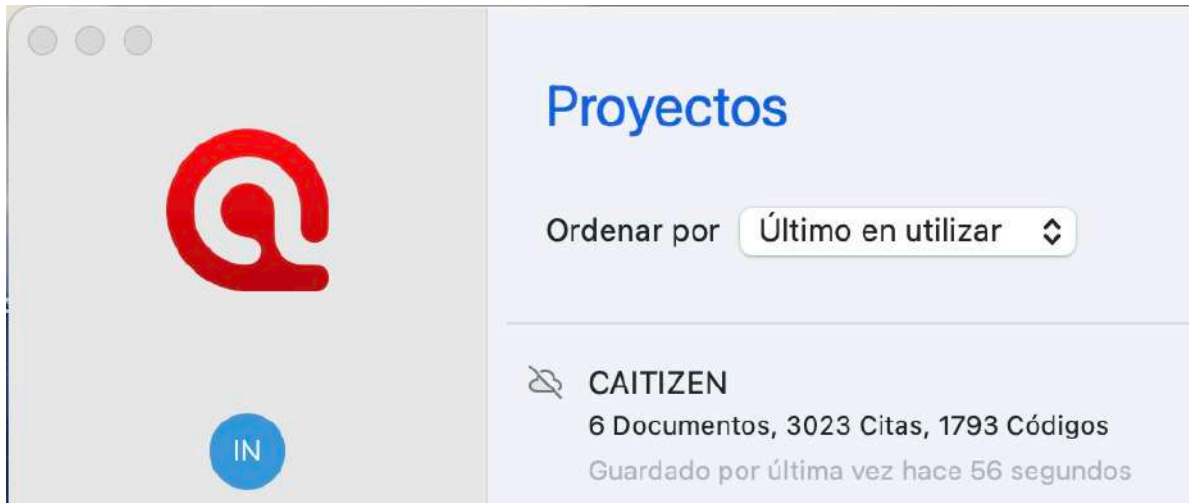 Proyectos
Ordenar por Último en utilizar
CAITIZEN
6 Documentos, 3023 Citas, 1793 Códigos
IN
Guardado por última vez hace 56 segundos